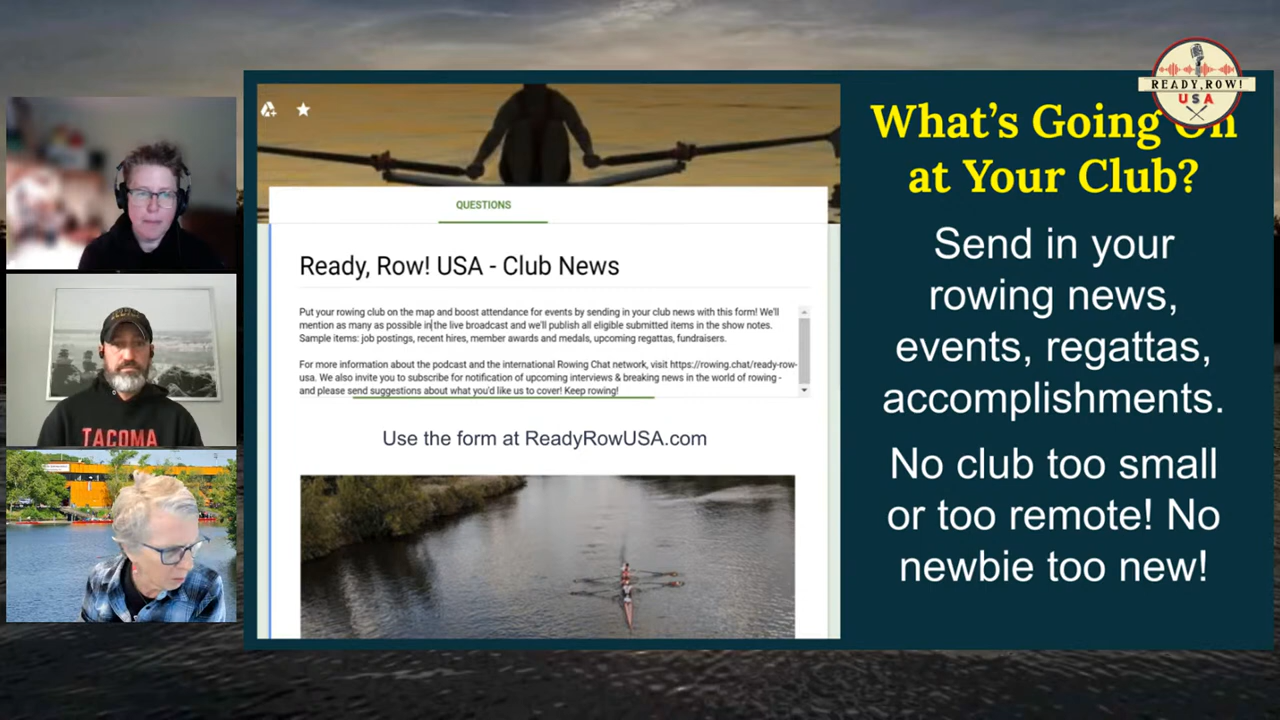 READY, ROW!
USA
TACOMA
QUESTIONS
Ready, Row! USA - Club News
Put your rowing club on the map and boost attendance for events by sending in your club news with this form! We'll
mention as many as possible in the live broadcast and we'll publish all eligible submitted items in the show notes.
Sample items: job postings, recent hires, member awards and medals, upcoming regattas, fundraisers.
For more information about the podcast and the international Rowing Chat network, visit https://rowing.chat/ready-row-
usa. We also invite you to subscribe for notification of upcoming interviews & breaking news in the world of rowing -
and please send suggestions about what you'd like us to cover! Keep rowing!
Use the form at ReadyRowUSA.com
What's Going On
at Your Club?
Send in your
rowing news,
events, regattas,
accomplishments.
No club too small
or too remote! No
newbie too new!